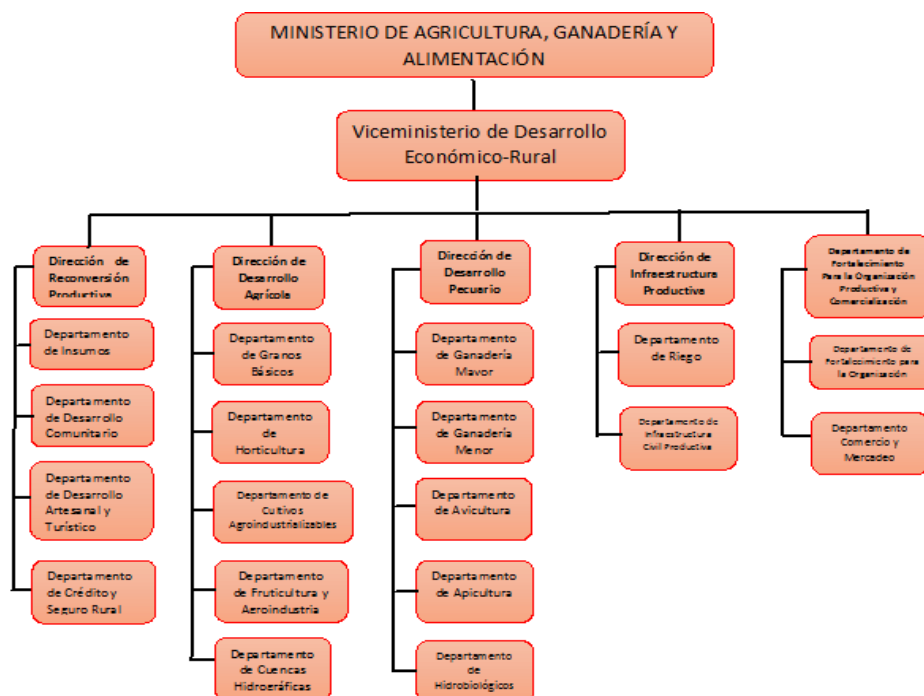 MINISTERIO DE AGRICULTURA, GANADERÍA Y
ALIMENTACIÓN
Viceministerio de Desarrollo
Económico-Rural
Dirección de
Reconversión
Productiva
Departamento
de Insumos
Departamento
de Desarrollo
Comunitario
Departamento
de Desarrollo
Artesanal y
Turístico
Departamento
de Crédito y
Seguro Rural
Dirección de
Desarrollo
Agrícola
Departamento
de Granos
Básicos
Departamento
de
Horticultura
Departamento de
Cultivos
Agroindustrializables
Departamento
de Fruticultura y
Agroindustria
Departamento
de Cuencas
Hidrográficas
Dirección de
Desarrollo
Pecuario
Departamento
de Ganadería
Mayor
Departamento
de Ganadería
Menor
Departamento
de Avicultura
Departamento
de Apicultura
Departamento
de
Hidrobiológicos
Dirección de
Infraestructura
Productiva
Departamento
de Riego
Departamento de
Infraestructura
Civil Productiva
Departamento de
Fortalecimiento
Para la Organización
Productiva y
Comercialización
Departamento de
Fortalecimiento para
la Organización
Departamento
Comercio y
Mercadeo